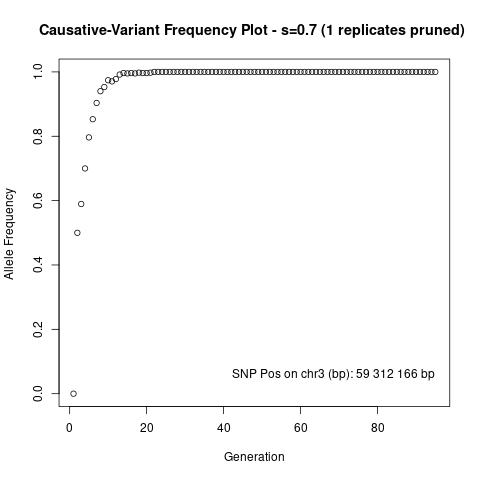 Causative-Variant Frequency Plot - s=0.7 (1 replicates pruned)
1.0
0.8
0.6
0.4
0.2
0.0
Allele Frequency
SNP Pos on chr3 (bp): 59 312 166 bp
0 20 40 60 80
Generation